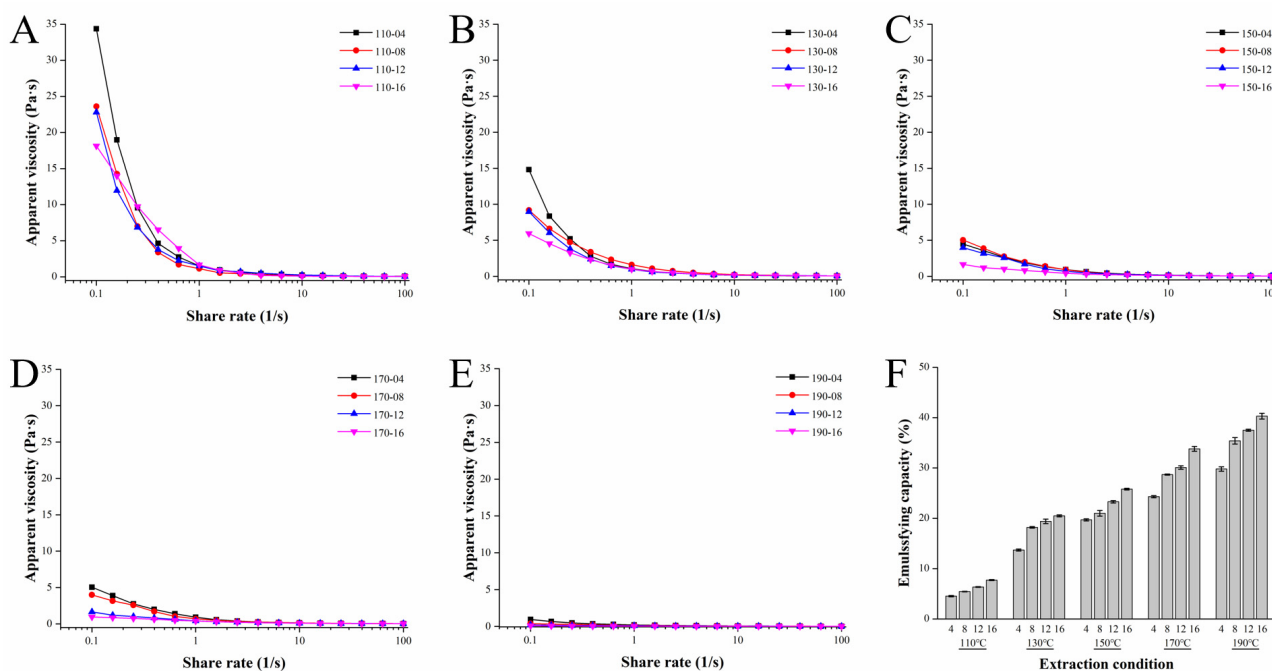 A
Apparent viscosity (Pa·s)
35
30
25
20
15
10
5
0
0.1 1 10 100
Share rate (1/s)
110-04
110-08
110-12
110-16
B
Apparent viscosity (Pa·s)
35
30
25
20
15
10
5
0
0.1 1 10 100
Share rate (1/s)
130-04
130-08
130-12
130-16
C
Apparent viscosity (Pa·s)
35
30
25
20
15
10
5
0
0.1 1 10 100
Share rate (1/s)
150-04
150-08
150-12
150-16
D
Apparent viscosity (Pa·s)
35
30
25
20
15
10
5
0
0.1 1 10 100
Share rate (1/s)
170-04
170-08
170-12
170-16
E
Apparent viscosity (Pa·s)
35
30
25
20
15
10
5
0
0.1 1 10 100
Share rate (1/s)
190-04
190-08
190-12
190-16
F
Emulssfying capacity (%)
50
40
30
20
10
0
4 8 12 16 4 8 12 16 4 8 12 16 4 8 12 16 4 8 12 16
110°C 130°C 150°C 170°C 190°C
Extraction condition